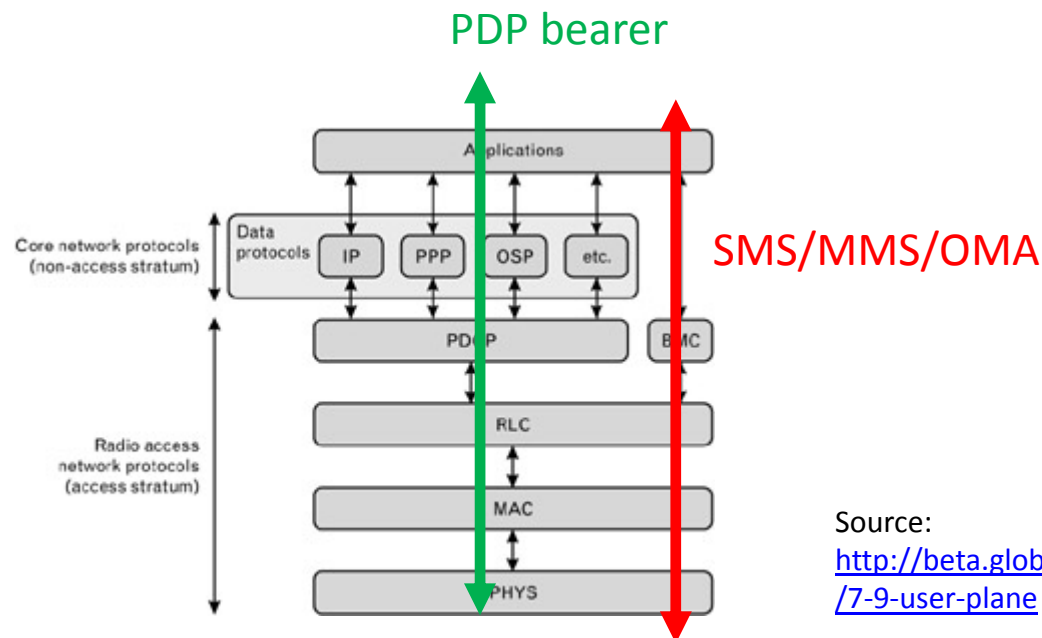 PDP bearer
Applications
Core network protocols
(non-access stratum)
Data
protocols
IP
PPP
OSP
etc.
SMS/MMS/OMA
PDCP
BMC
RLC
Radio access
network protocols
(access stratum)
MAC
PHYS
Source:
http://beta.glob
/7-9-user-plane